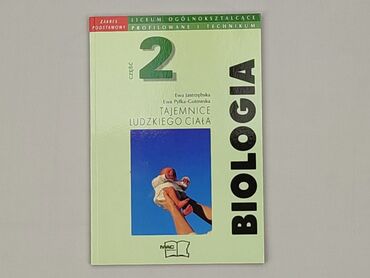 ZAKRES
PODSTAWOWY
LICEUM OGÓLNOKSZTAŁCĄCE
PROFILOWANE I TECHNIKUM
CZĘŚĆ
2
Ewa Jastrzębska
Ewa Pyłka-Gutowska
TAJEMNICE
LUDZKIEGO CIAŁA
BIOLOGIA
MAC